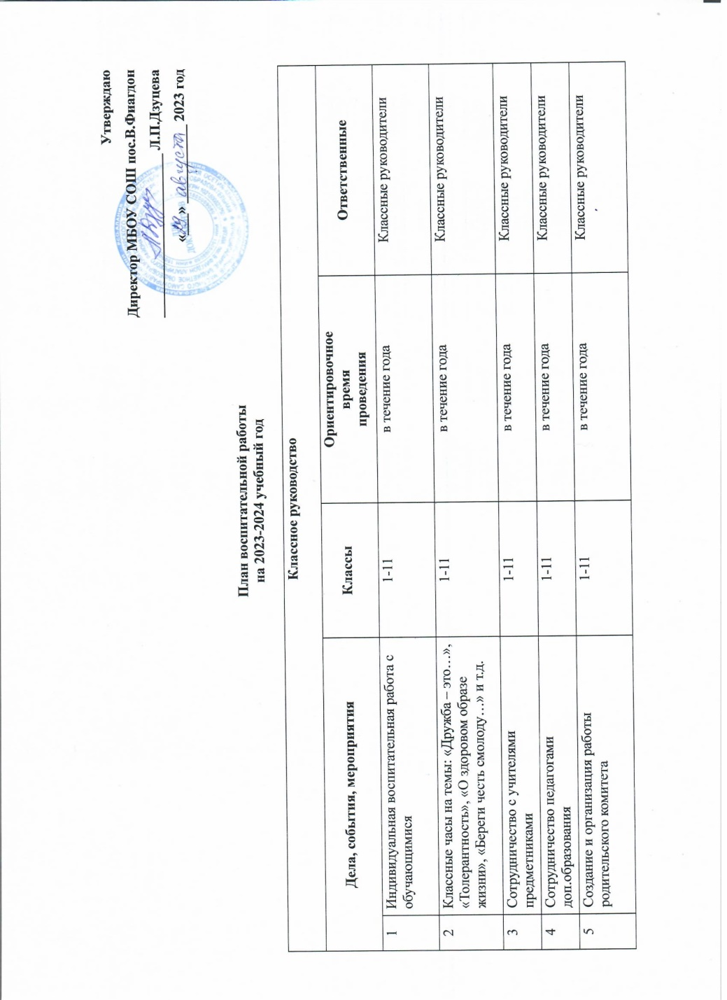 Утверждаю
Директор МБОУ СОШ пос.В.Фиагдон
Л.П.Дзуцева
«29» августа 2023 год
План воспитательной работы
на 2023-2024 учебный год
Классное руководство
Дела, события, мероприятия
Классы
Ориентировочное
время
проведения
Ответственные
1
Индивидуальная воспитательная работа с
обучающимися
1-11
в течение года
Классные руководители
2
Классные часы на темы: «Дружба – это…»,
«Толерантность», «О здоровом образе
жизни», «Береги честь смолоду…» и т.д.
1-11
в течение года
Классные руководители
3
Сотрудничество с учителями
предметниками
1-11
в течение года
Классные руководители
4
Сотрудничество педагогами
доп.образования
1-11
в течение года
Классные руководители
5
Создание и организация работы
родительского комитета
1-11
в течение года
Классные руководители